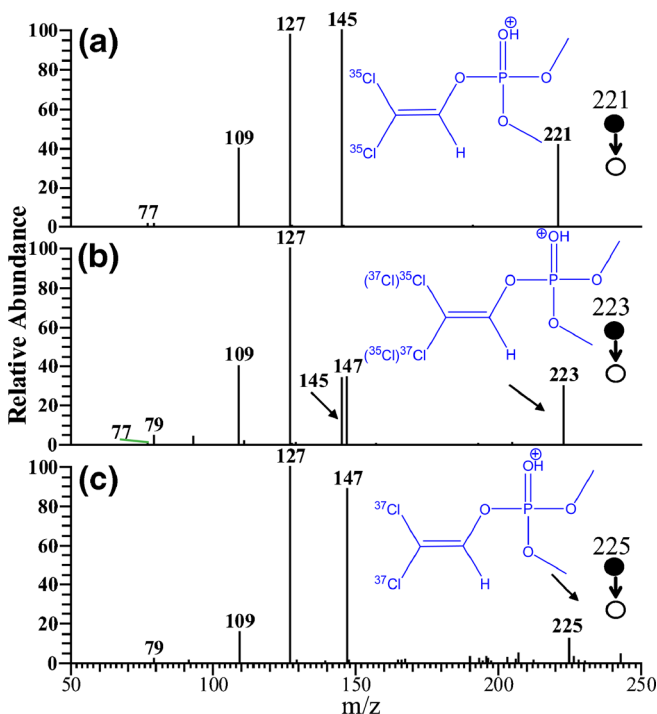 (a)
100
80
60
40
20
0
77
109
127
145
221
⊕
OH
35Cl
O
P
O
O
35Cl
H
221
(b)
100
80
60
40
20
0
77
79
109
127
145
147
223
⊕
OH
(37Cl)35Cl
O
P
O
O
(35Cl)37Cl
H
223
Relative Abundance
(c)
100
80
60
40
20
0
79
109
127
147
225
⊕
OH
37Cl
O
P
O
O
37Cl
H
225
50
100
150
200
250
m/z